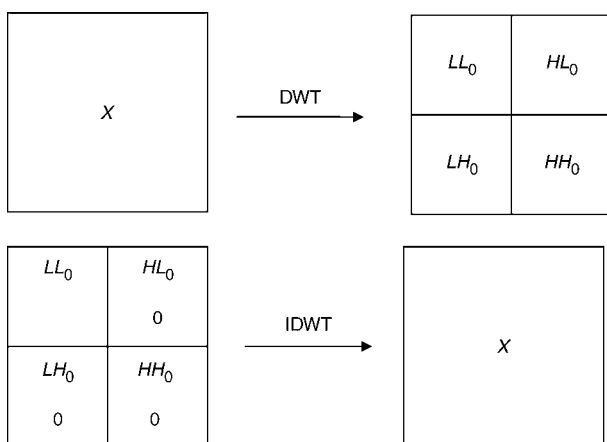 X
DWT
LL₀ HL₀
LH₀ HH₀
LL₀ HL₀
0
LH₀ HH₀
0 0
IDWT
X